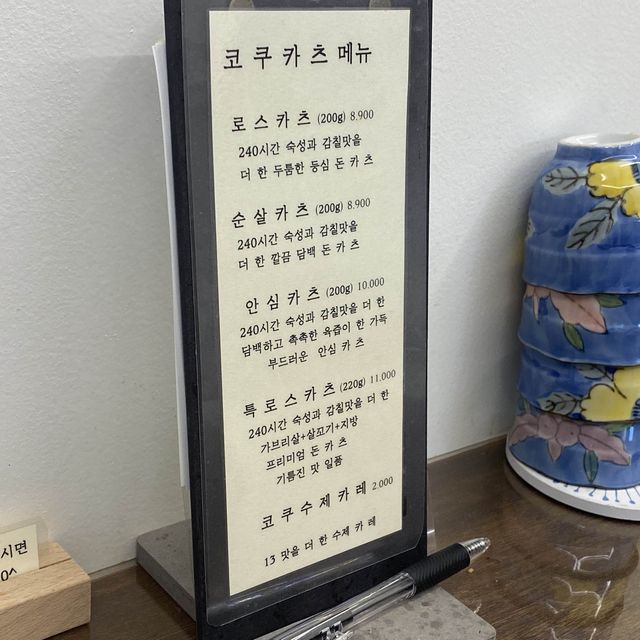 코쿠카츠 메뉴
로스카츠 (200g) 8.900
240시간 숙성과 감칠맛을
더 한 두툼한 등심 돈 카 츠
순살카츠 (200g) 8.900
240시간 숙성과 감칠맛을
더 한 깔끔 담백 돈 카 츠
안심카츠 (200g) 10.000
240시간 숙성과 감칠맛을 더 한
담백하고 촉촉한 육즙이 한 가득
부드러운 안심 카 츠
특로스카츠 (220g) 11.000
240시간 숙성과 감칠맛을 더 한
가브리살+살꼬기+지방
프리미엄 돈 카 츠
기름진 맛 일품
코쿠수제카레 2.000
13 맛을 더 한 수제 카 레
시면
^